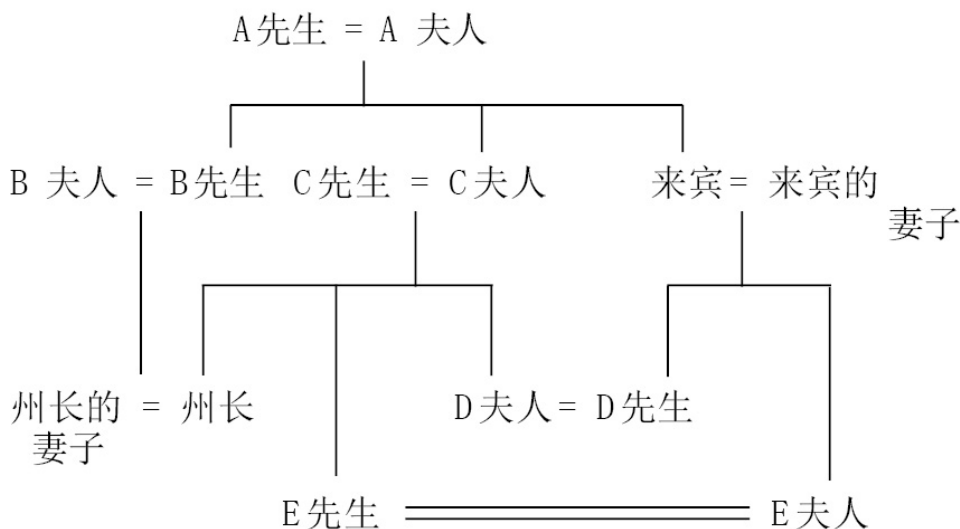 A先生 = A 夫人
B 夫人 = B先生 C先生 = C夫人 来宾= 来宾的
妻子
州长的 = 州长 D夫人= D先生
妻子
E先生 E夫人